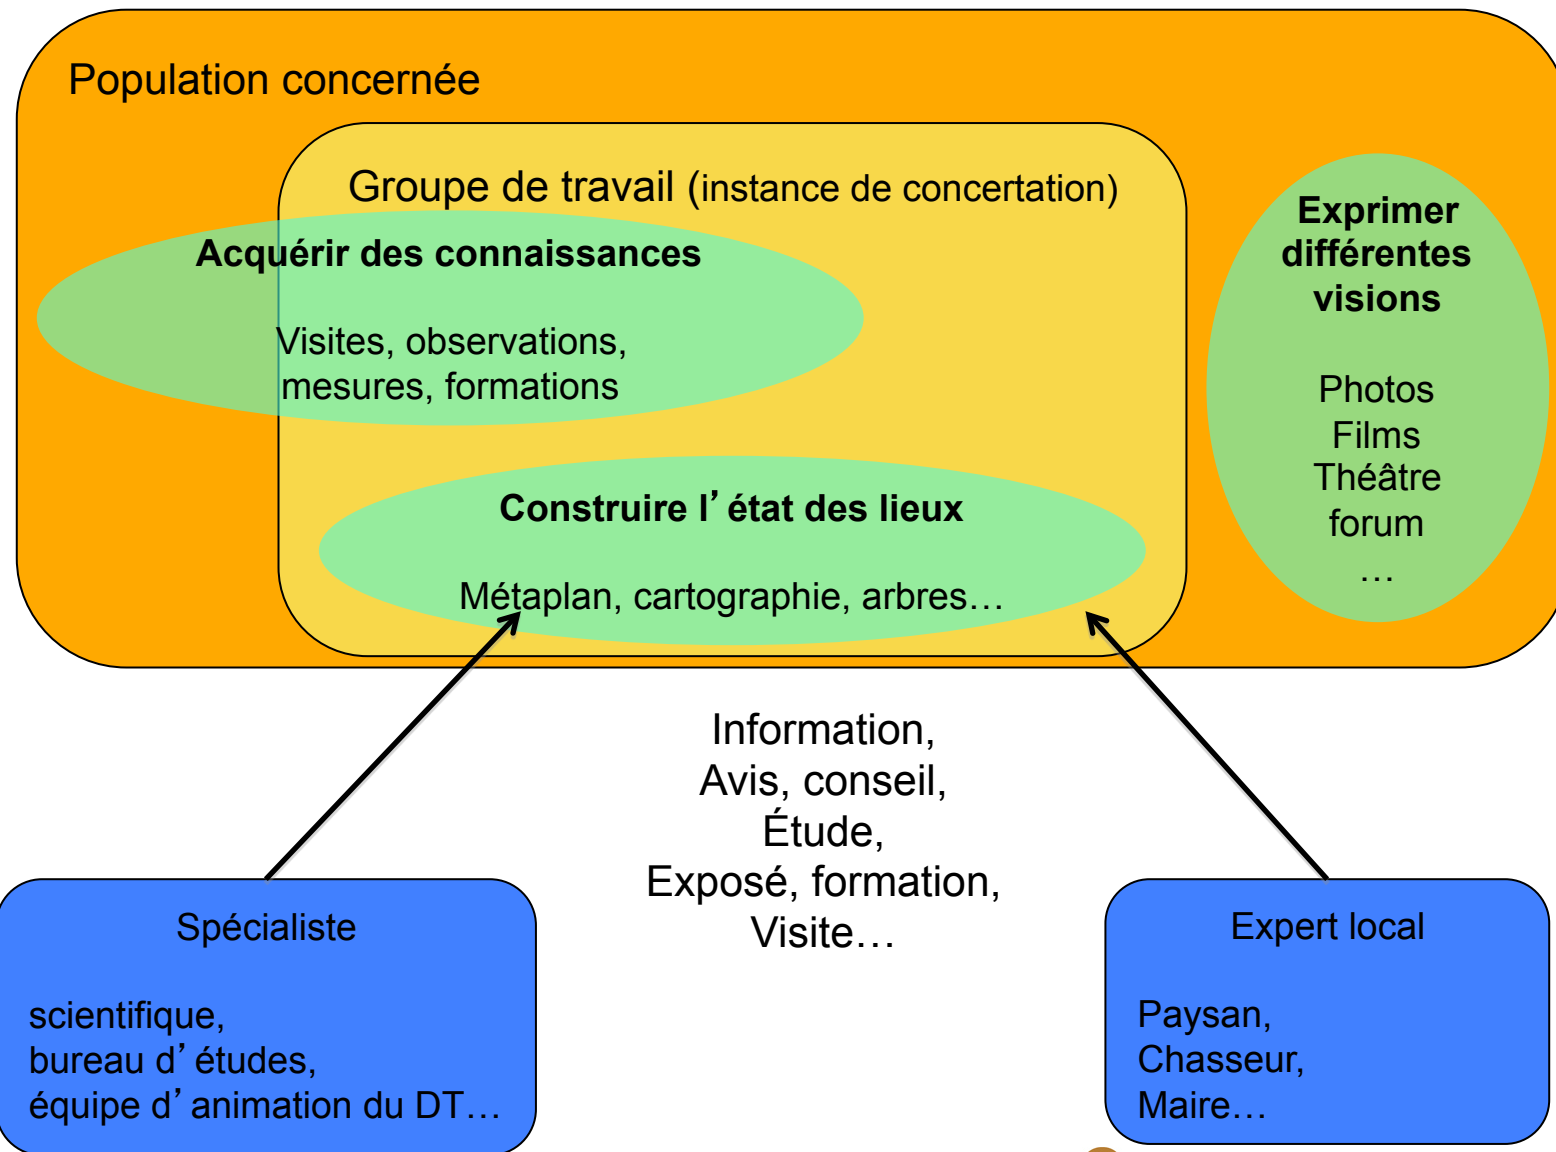 Population concernée
Groupe de travail (instance de concertation)
Acquérir des connaissances
Visites, observations,
mesures, formations
Exprimer
différentes
visions
Photos
Films
Théâtre
forum
…
Construire l’état des lieux
Métaplan, cartographie, arbres…
Information,
Avis, conseil,
Étude,
Exposé, formation,
Visite…
Spécialiste
scientifique,
bureau d’études,
équipe d’animation du DT…
Expert local
Paysan,
Chasseur,
Maire…